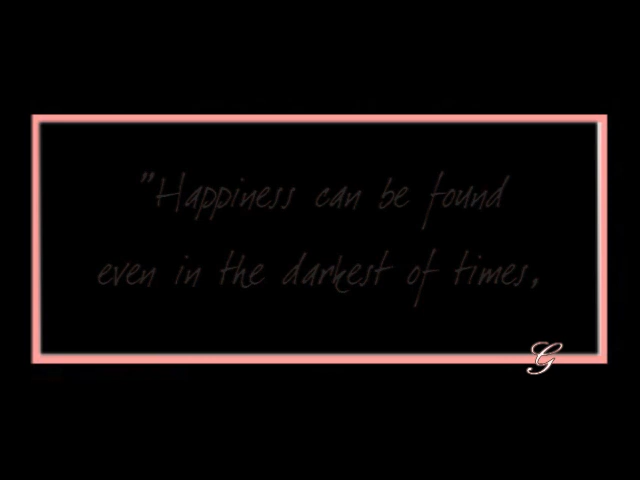 "Happiness can be found
even in the darkest of times,
G